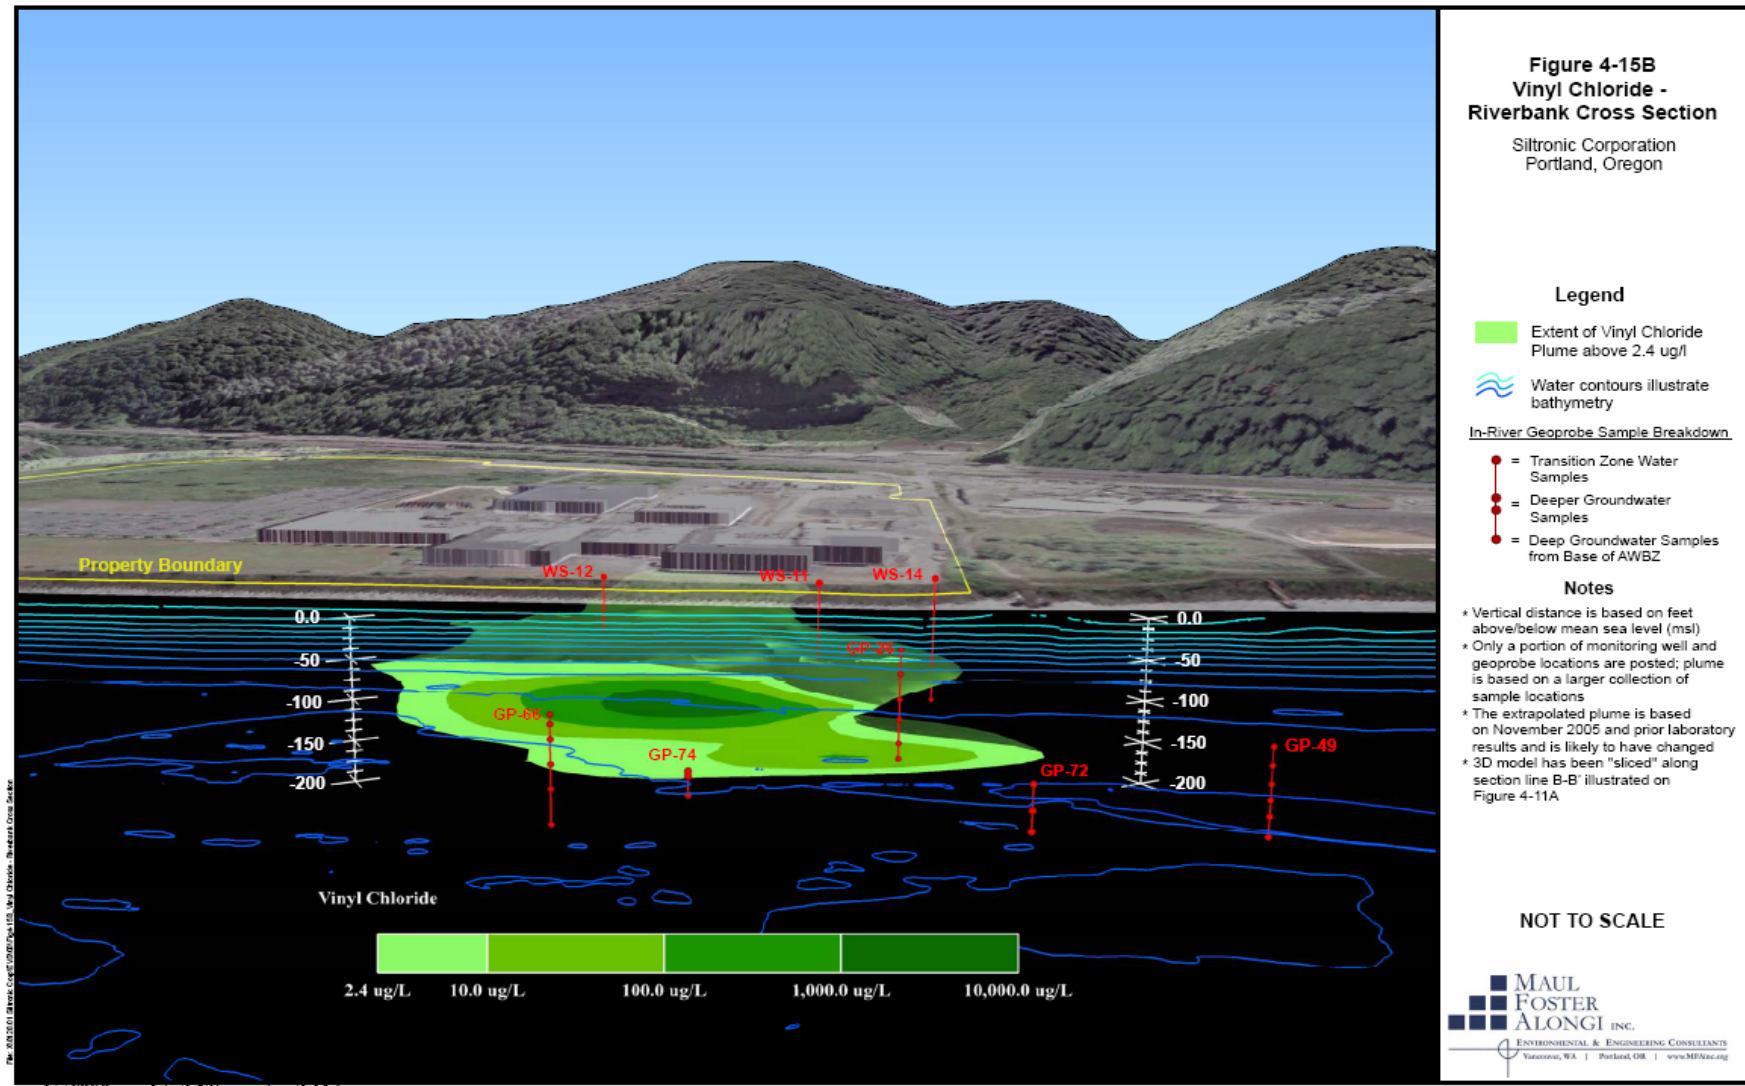 Figure 4-15B
Vinyl Chloride -
Riverbank Cross Section
Siltronic Corporation
Portland, Oregon
Legend
Extent of Vinyl Chloride
Plume above 2.4 ug/l
Water contours illustrate
bathymetry
In-River Geoprobe Sample Breakdown
= Transition Zone Water
Samples
= Deeper Groundwater
Samples
= Deep Groundwater Samples
from Base of AWBZ
Notes
* Vertical distance is based on feet
above/below mean sea level (msl)
* Only a portion of monitoring well and
geoprobe locations are posted; plume
is based on a larger collection of
sample locations
* The extrapolated plume is based
on November 2005 and prior laboratory
results and is likely to have changed
* 3D model has been "sliced" along
section line B-B' illustrated on
Figure 4-11A
NOT TO SCALE
MAUL
FOSTER
ALONGI INC.
ENVIRONMENTAL & ENGINEERING CONSULTANTS
Vancouver, WA | Portland, OR | www.MFAinc.org
Property Boundary
WS-12
WS-11
WS-14
0.0
0.0
GP-28
-50
-50
-100
-100
GP-66
-150
-150
GP-74
GP-49
GP-72
-200
-200
Vinyl Chloride
2.4 ug/L
10.0 ug/L
100.0 ug/L
1,000.0 ug/L
10,000.0 ug/L